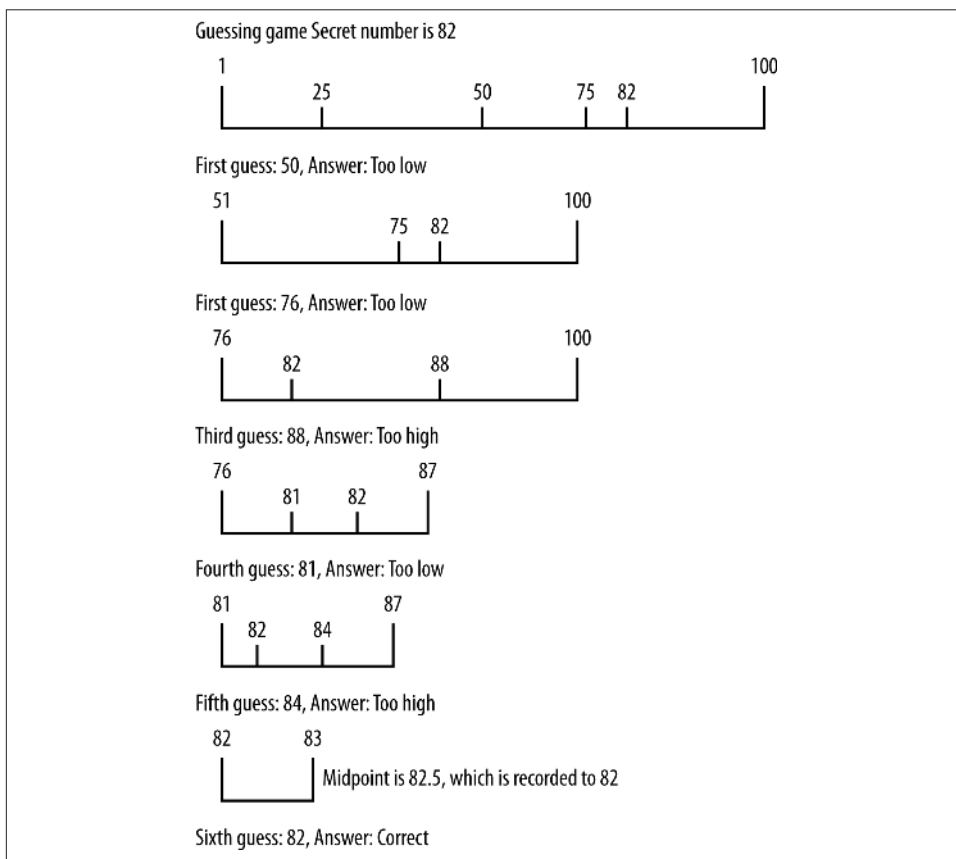 Guessing game Secret number is 82
1 100
25 50 75 82
First guess: 50, Answer: Too low
51 100
75 82
First guess: 76, Answer: Too low
76 100
82 88
Third guess: 88, Answer: Too high
76 87
81 82
Fourth guess: 81, Answer: Too low
81 87
82 84
Fifth guess: 84, Answer: Too high
82 83
Midpoint is 82.5, which is recorded to 82
Sixth guess: 82, Answer: Correct